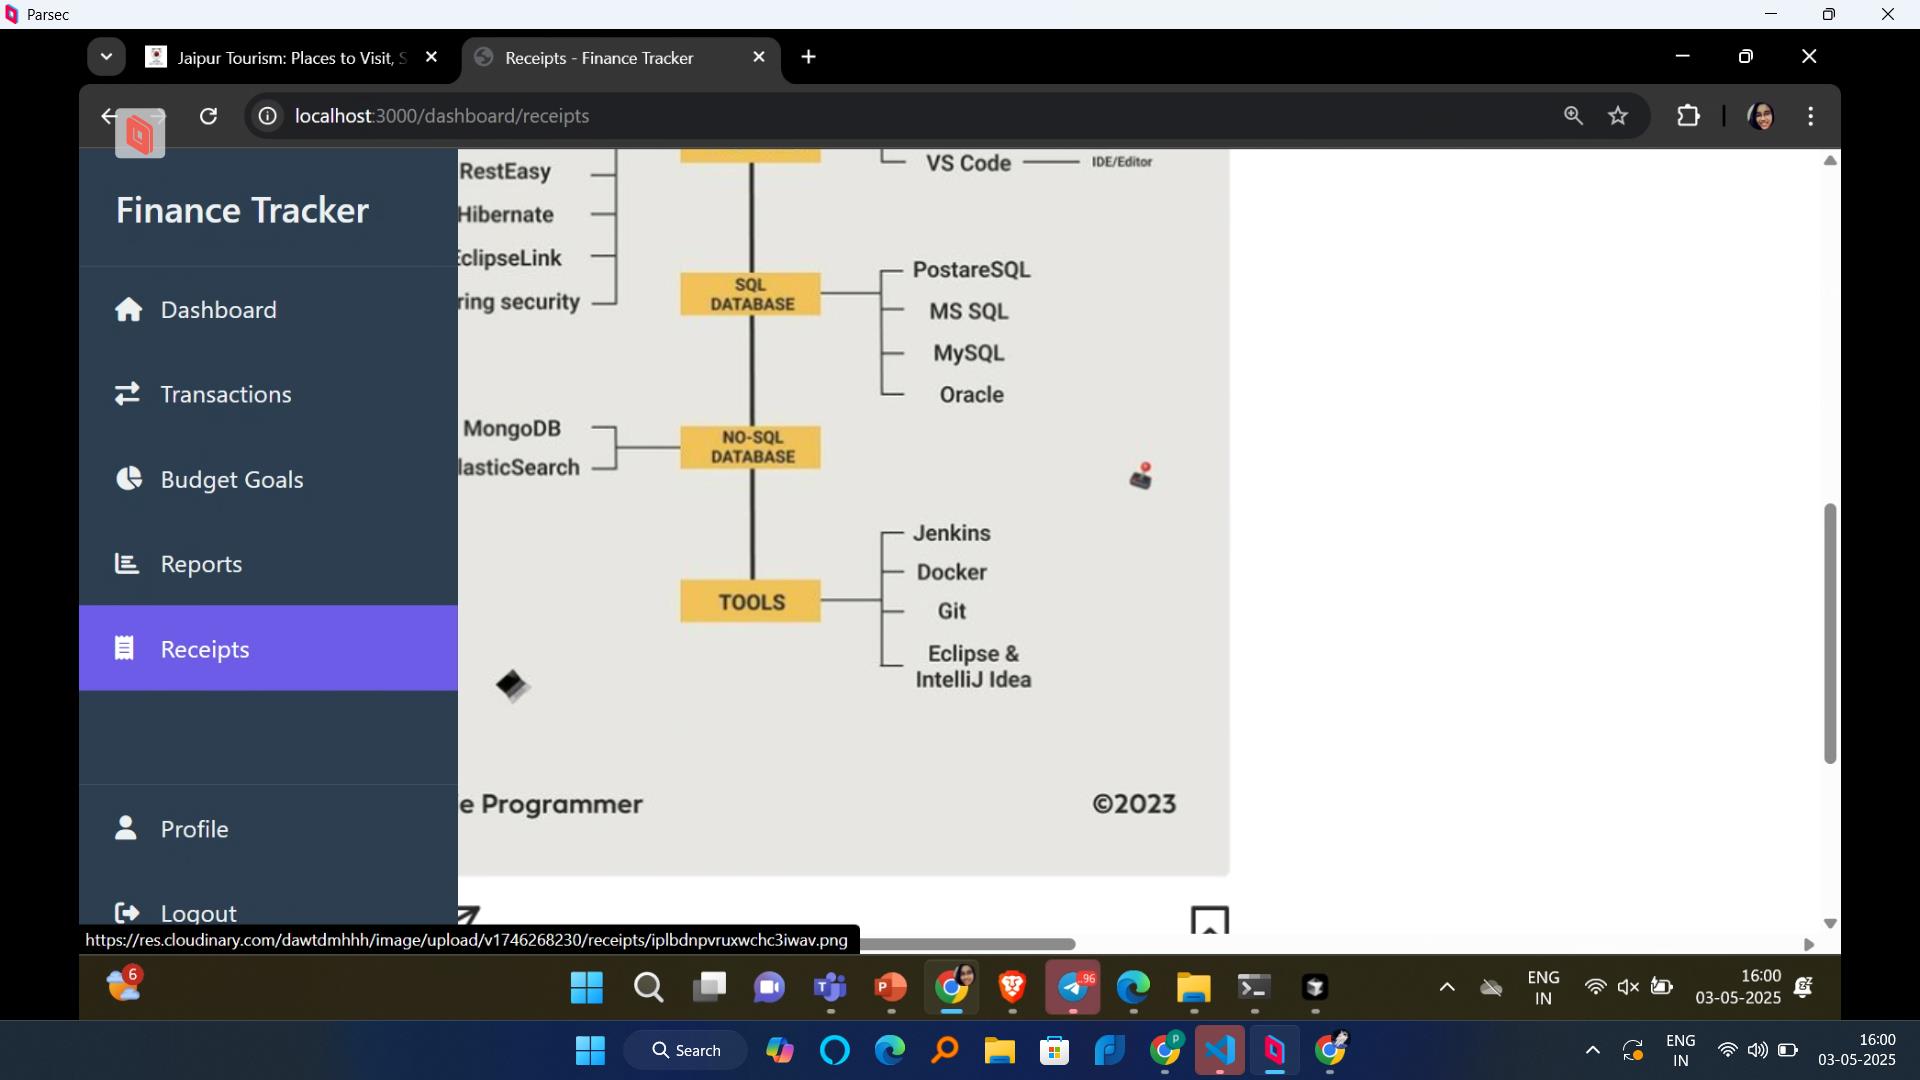 Parsec
Jaipur Tourism: Places to Visit, S
Receipts - Finance Tracker
localhost:3000/dashboard/receipts
Finance Tracker
Dashboard
Transactions
Budget Goals
Reports
Receipts
Profile
Logout
RestEasy
Hibernate
EclipseLink
ring security
VS Code
IDE/Editor
SQL
DATABASE
PostareSQL
MS SQL
MySQL
Oracle
MongoDB
lasticSearch
NO-SQL
DATABASE
TOOLS
Jenkins
Docker
Git
Eclipse &
IntelliJ Idea
e Programmer
©2023
https://res.cloudinary.com/dawtdmhhh/image/upload/v1746268230/receipts/iplbdnpvruxwchc3iwav.png
6
96
ENG
IN
16:00
03-05-2025
Search
P
ENG
IN
16:00
03-05-2025